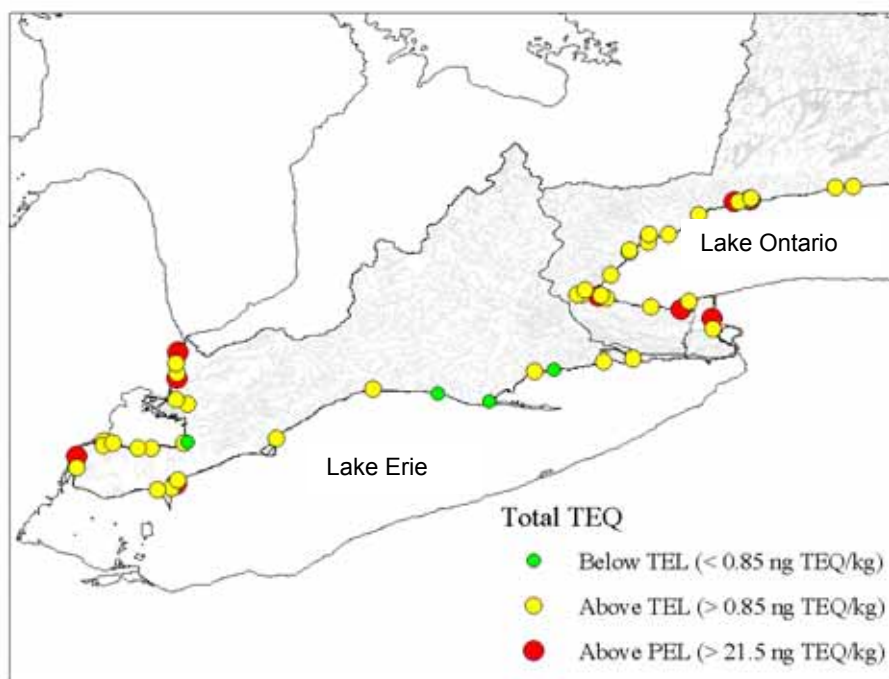 Lake Ontario
Lake Erie
Total TEQ
Below TEL (< 0.85 ng TEQ/kg)
Above TEL (> 0.85 ng TEQ/kg)
Above PEL (> 21.5 ng TEQ/kg)